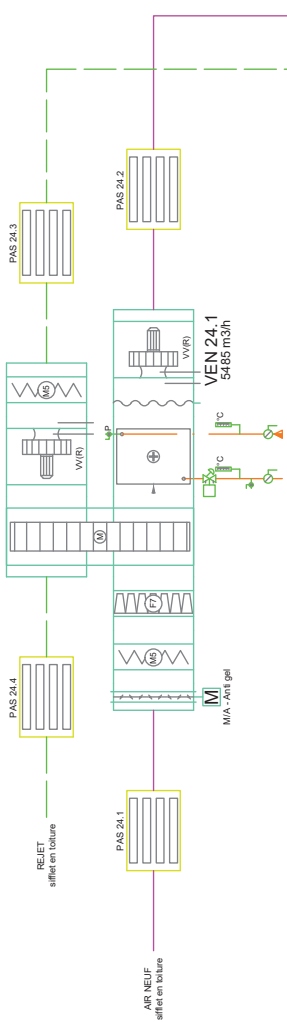 PAS 24.2
PAS 24.3
VEN 24.1
5485 m3/h
VV(R)
M5
VV(R)
P
°C
°C
M
F7
M5
M
M/A - Anti gel
PAS 24.4
PAS 24.1
REJET
sifflet en toiture
AIR NEUF
sifflet en toiture